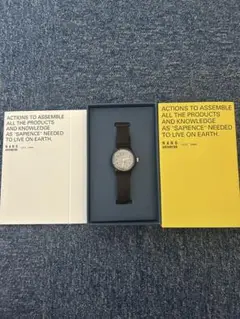 ACTIONS TO ASSEMBLE
ALL THE PRODUCTS
AND KNOWLEDGE
AS "SAPIENCE" NEEDED
TO LIVE ON EARTH.
ACTIONS TO ASSEMBLE
ALL THE PRODUCTS
AND KNOWLEDGE
AS "SAPIENCE" NEEDED
TO LIVE ON EARTH.